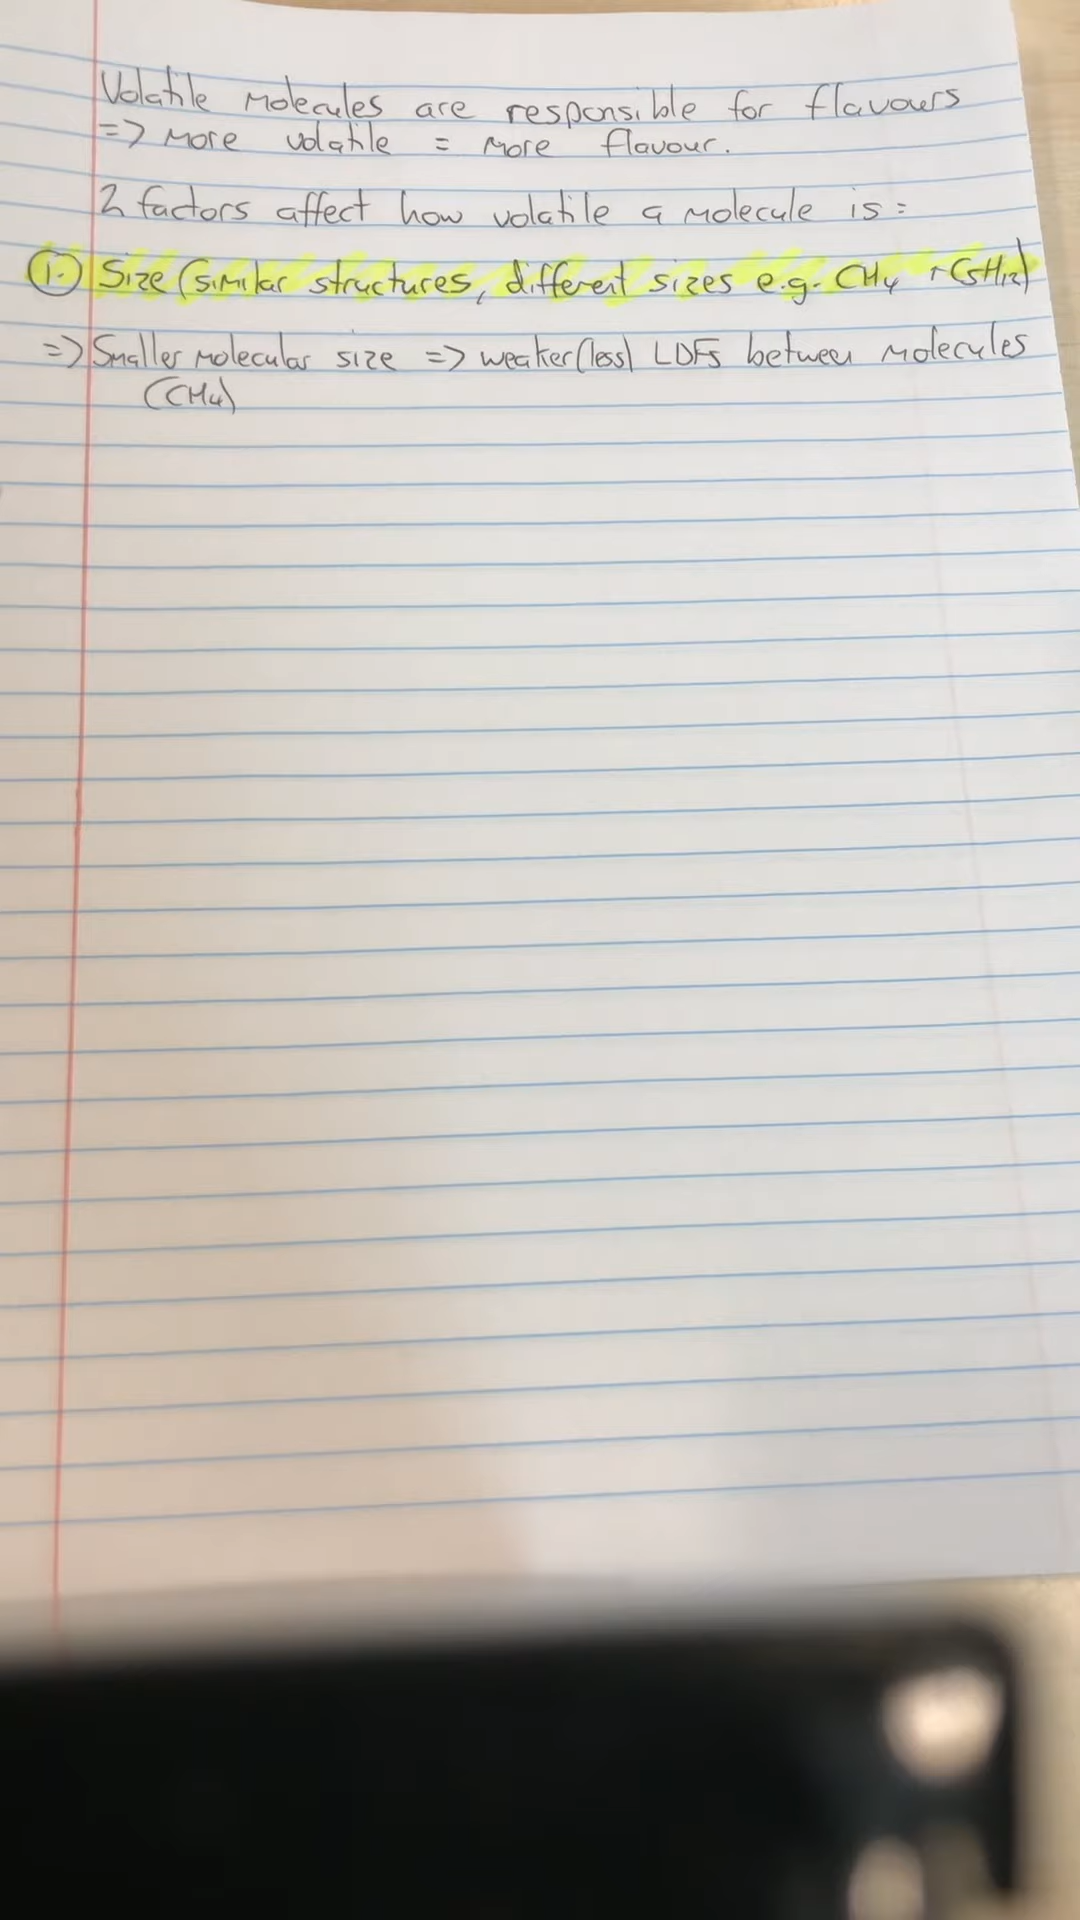 Volatile molecules are responsible for flavours
=> More volatile = More flavour.
2 factors affect how volatile a molecule is:
1. Size (similar structures, different sizes e.g. CH4 + C5H12)
=> Smaller molecular size => weaker (less) LDFs between molecules
(CH4)